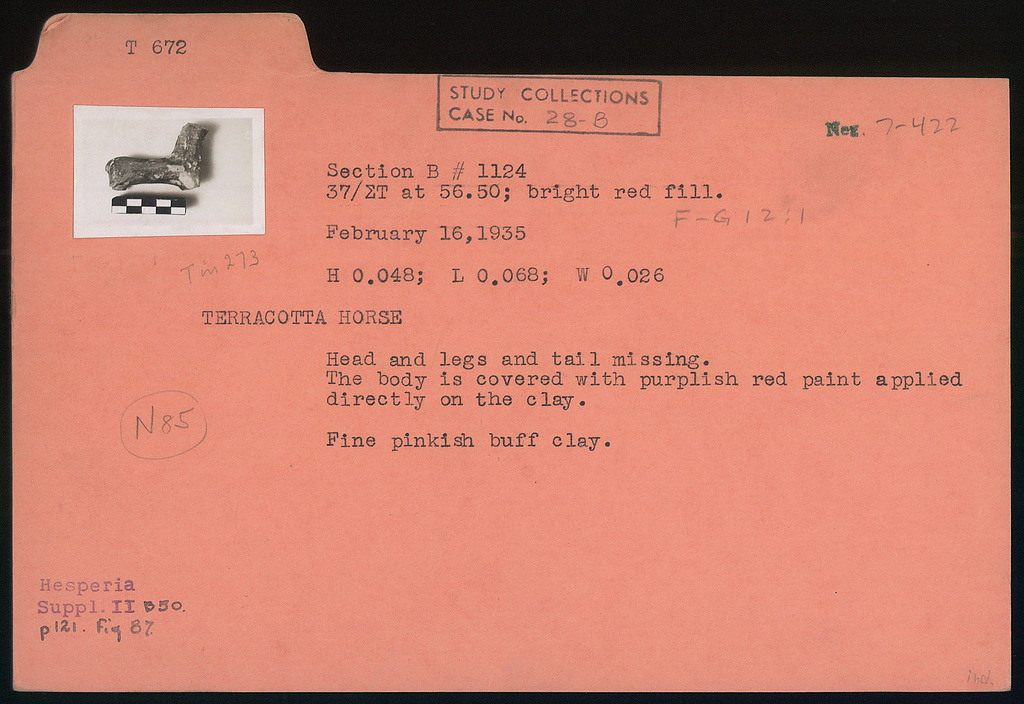 T 672
STUDY COLLECTIONS
CASE No. 28-B
Neg. 7-422
Section B # 1124
37/ΣΤ at 56.50; bright red fill.
F-G 12:1
February 16,1935
H 0.048; L 0.068; W 0.026
TERRACOTTA HORSE
Head and legs and tail missing.
The body is covered with purplish red paint applied
directly on the clay.
N85
Fine pinkish buff clay.
Hesperia
Suppl. II B50.
p121. Fig 87.